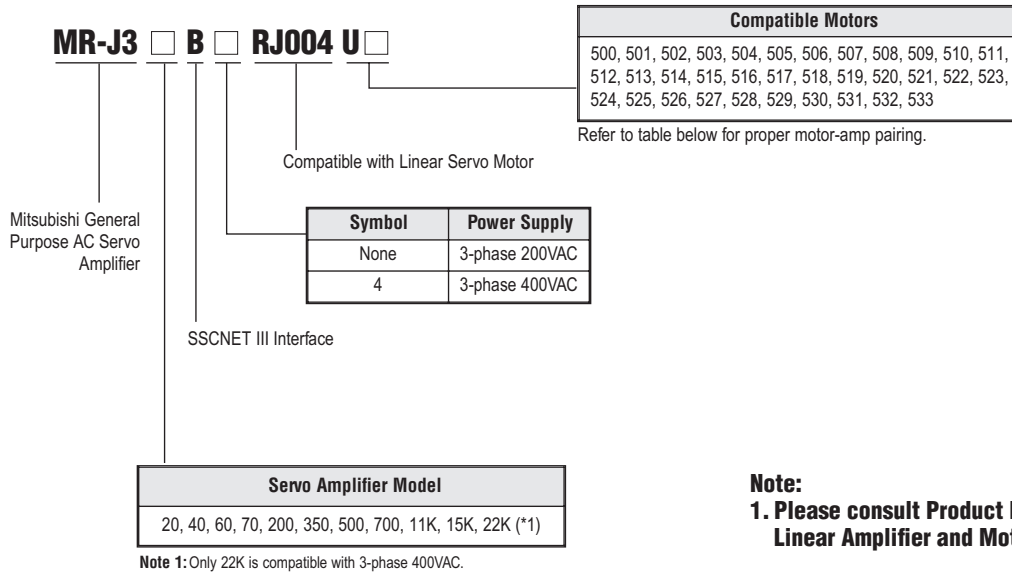 MR-J3 □ B □ RJ004 U □
Compatible Motors
500, 501, 502, 503, 504, 505, 506, 507, 508, 509, 510, 511,
512, 513, 514, 515, 516, 517, 518, 519, 520, 521, 522, 523,
524, 525, 526, 527, 528, 529, 530, 531, 532, 533
Refer to table below for proper motor-amp pairing.
Compatible with Linear Servo Motor
Mitsubishi General
Purpose AC Servo
Amplifier
Symbol Power Supply
None 3-phase 200VAC
4 3-phase 400VAC
SSCNET III Interface
Servo Amplifier Model
20, 40, 60, 70, 200, 350, 500, 700, 11K, 15K, 22K (*1)
Note 1: Only 22K is compatible with 3-phase 400VAC.
Note:
1. Please consult Product
Linear Amplifier and